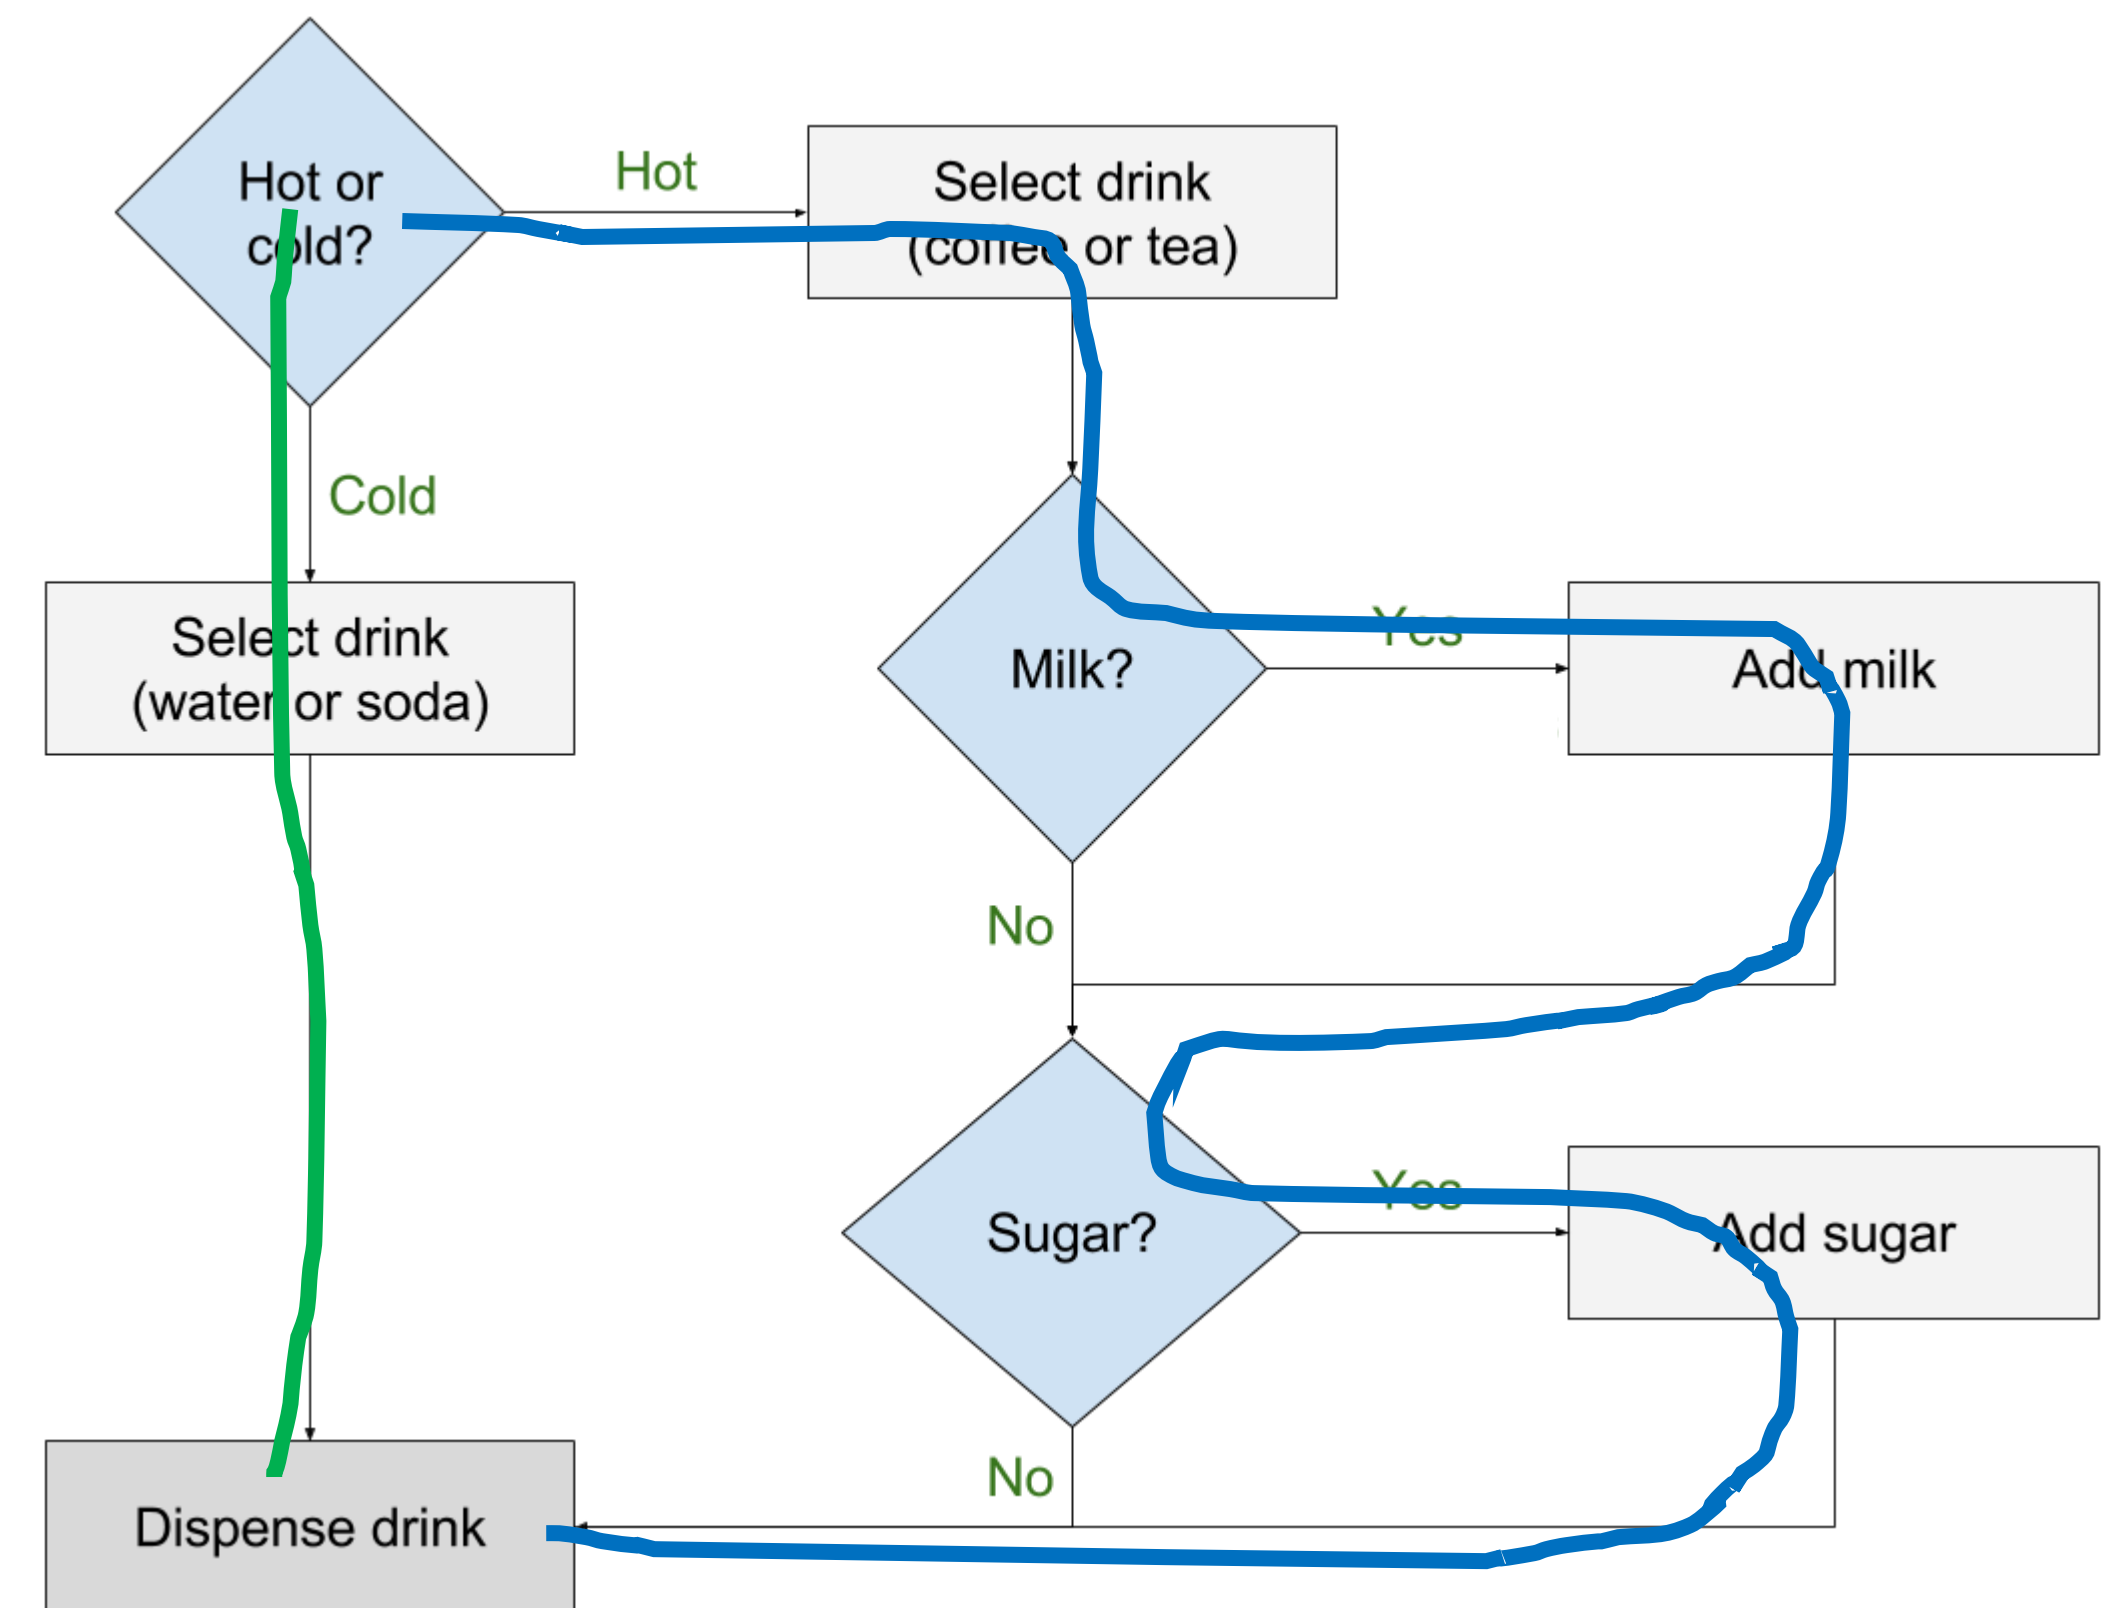 Hot or
cold?
Hot
Select drink
(coffee or tea)
Cold
Select drink
(water or soda)
Milk?
Yes
Add milk
No
Sugar?
Yes
Add sugar
No
Dispense drink